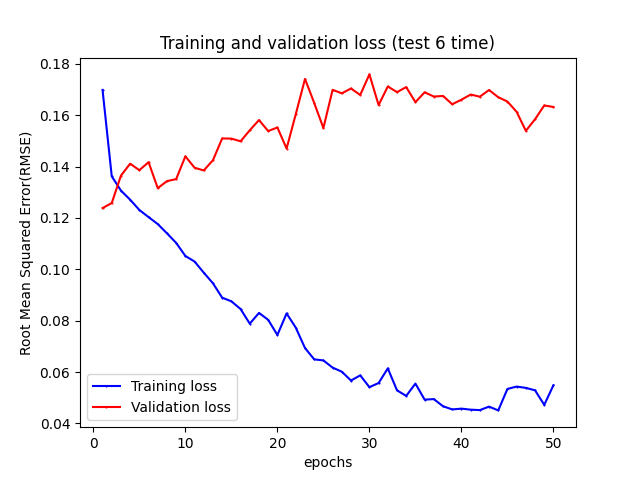 Training and validation loss (test 6 time)
Root Mean Squared Error(RMSE)
0.18
0.16
0.14
0.12
0.10
0.08
0.06
0.04
Training loss
Validation loss
0
10
20
30
40
50
epochs